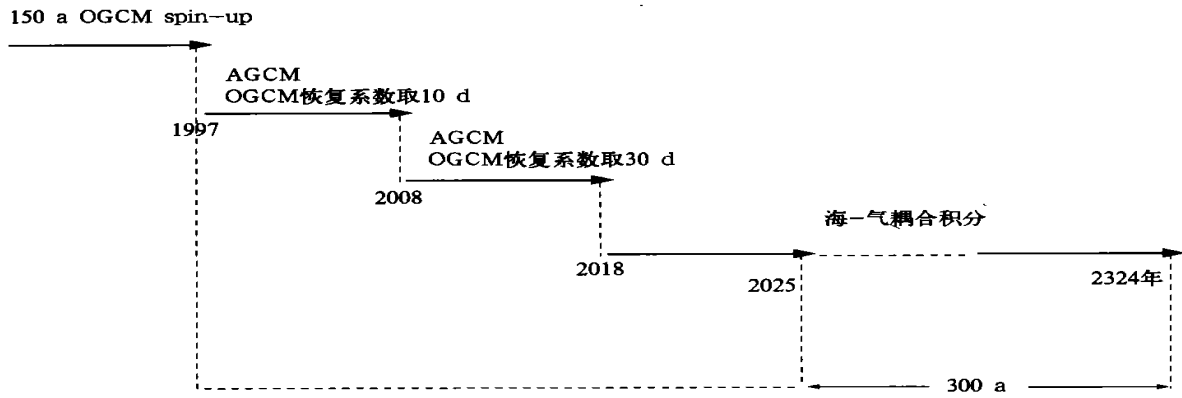 150 a OGCM spin-up
AGCM
OGCM恢复系数取10 d
1997
AGCM
OGCM恢复系数取30 d
2008
海-气耦合积分
2018
2025
2324年
300 a